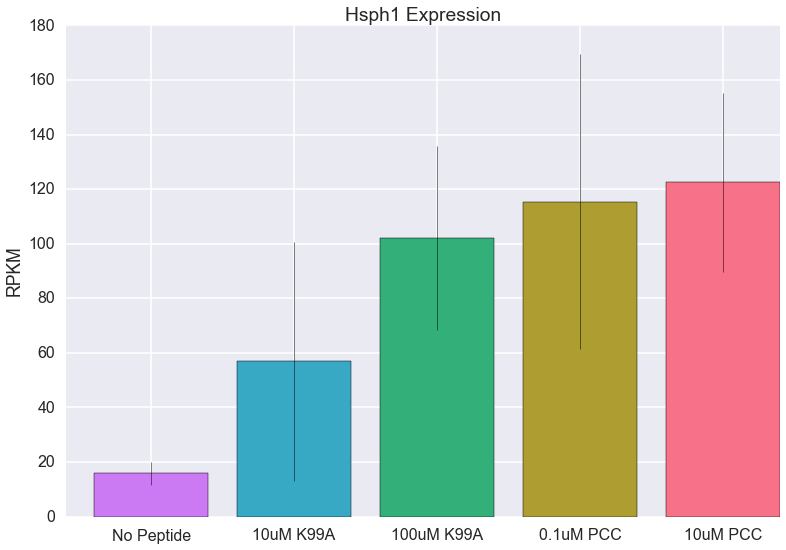 Hsph1 Expression
180
160
140
120
100
80
60
40
20
0
RPKM
No Peptide
10uM K99A
100uM K99A
0.1uM PCC
10uM PCC